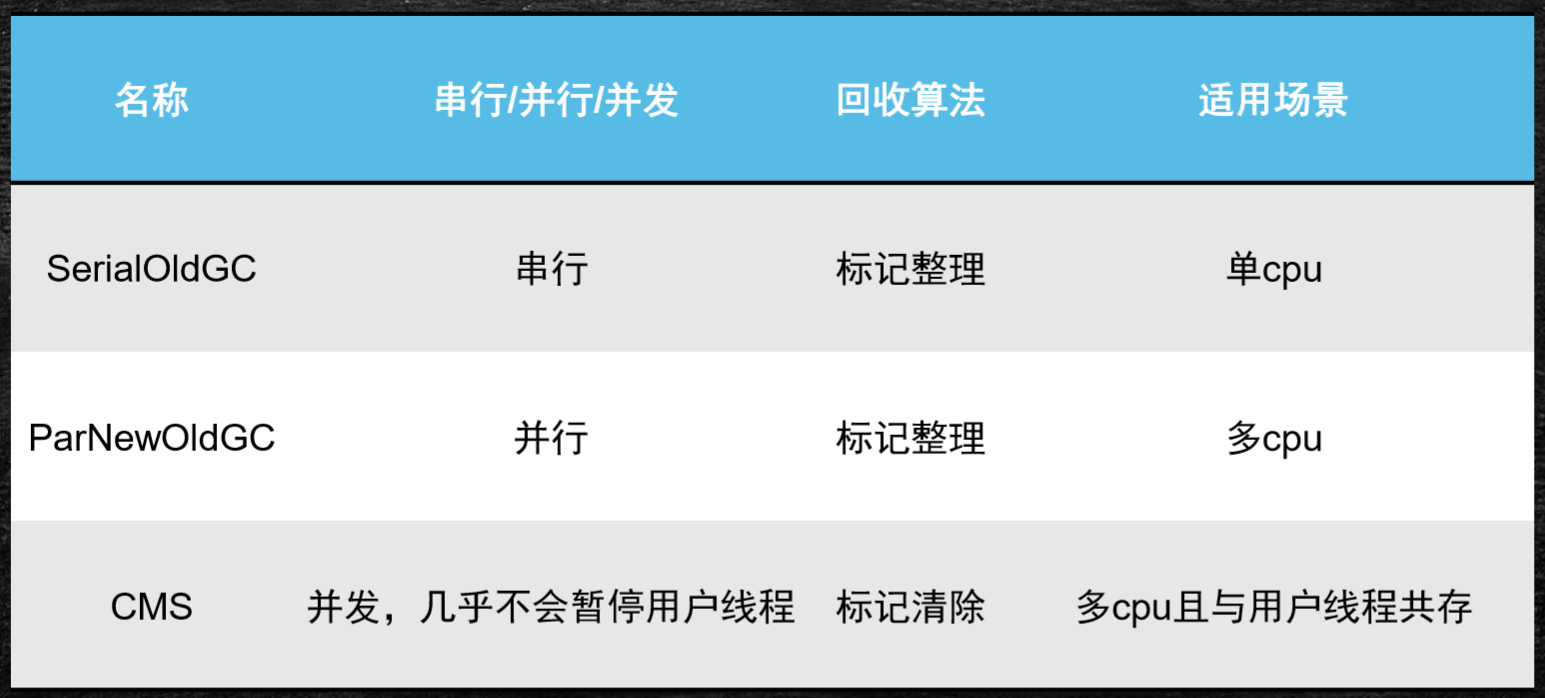 名称 串行/并行/并发 回收算法 适用场景
SerialOldGC 串行 标记整理 单cpu
ParNewOldGC 并行 标记整理 多cpu
CMS 并发，几乎不会暂停用户线程 标记清除 多cpu且与用户线程共存